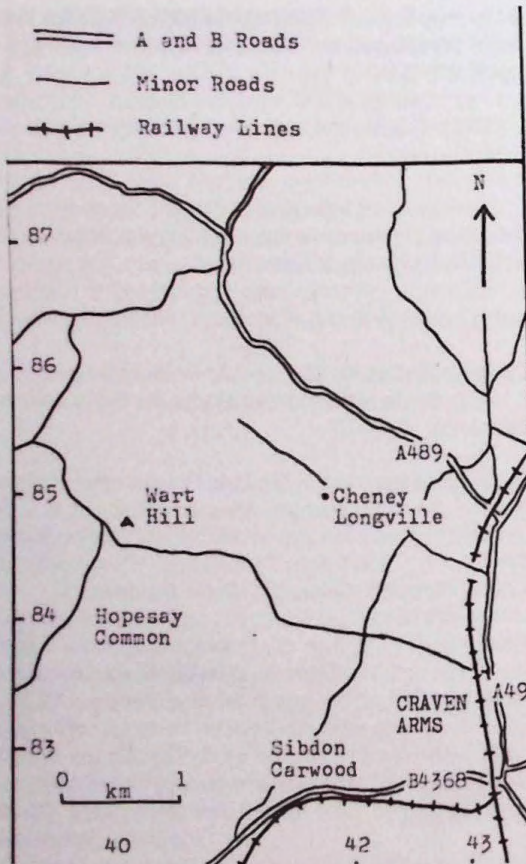 A and B Roads
Minor Roads
Railway Lines
N
87
86
A489
85
Wart
Hill
Cheney
Longville
84
Hopesay
Common
A49
CRAVEN
ARMS
83
Sibdon
Carwood
0 1
km
B4368
40 42 43